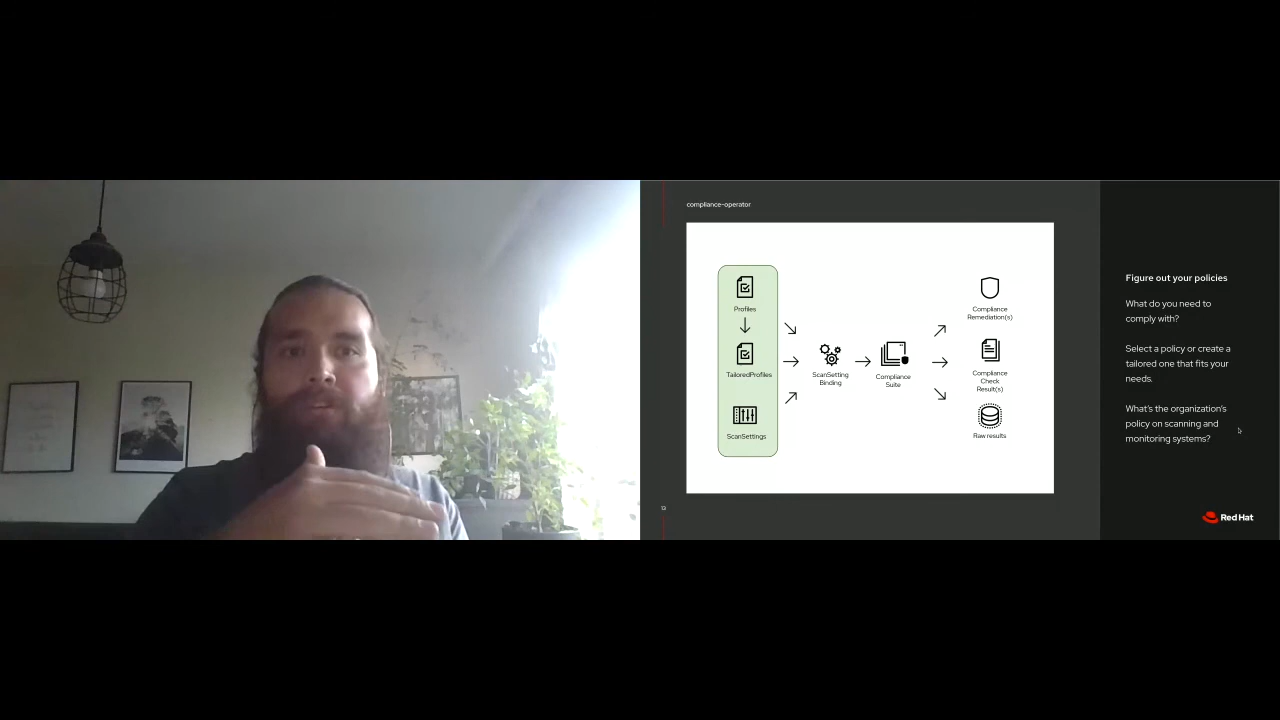 compliance-operator
Profiles
TailoredProfiles
ScanSettings
ScanSetting
Binding
Compliance
Suite
Compliance
Remediation(s)
Compliance
Check
Result(s)
Raw results
Figure out your policies
What do you need to
comply with?
Select a policy or create a
tailored one that fits your
needs.
What's the organization's
policy on scanning and
monitoring systems?
Red Hat